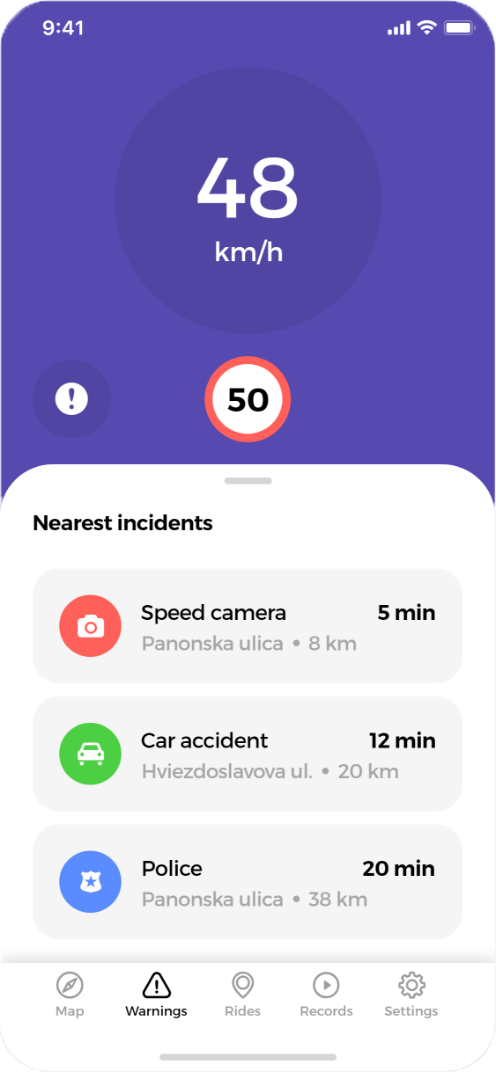 9:41
48
km/h
50
Nearest incidents
Speed camera 5 min
Panonska ulica • 8 km
Car accident 12 min
Hviezdoslavova ul. • 20 km
Police 20 min
Panonska ulica • 38 km
Map Warnings Rides Records Settings